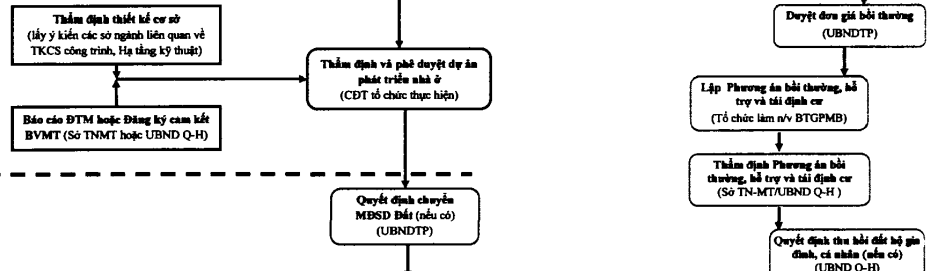 Thẩm định thiết kế cơ sở
(lấy ý kiến các sở ngành liên quan về
TKCS công trình, Hạ tầng kỹ thuật)
Báo cáo ĐTM hoặc Đăng ký cam kết
BVMT (Sở TNMT hoặc UBND Q-H)
Thẩm định và phê duyệt dự án
phát triển nhà ở
(CĐT tổ chức thực hiện)
Quyết định chuyển
MĐSD Đất (nếu có)
(UBNDTP)
Duyệt đơn giá bồi thường
(UBNDTP)
Lập Phương án bồi thường, hỗ
trợ và tái định cư
(Tổ chức làm n/v BTGPMB)
Thẩm định Phương án bồi
thường, hỗ trợ và tái định cư
(Sở TN-MT/UBND Q-H )
Quyết định thu hồi đất hộ gia
đình, cá nhân (nếu có)
(UBND Q-H)